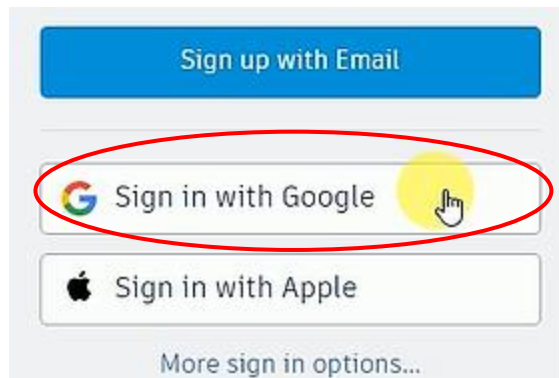 Sign up with Email
Sign in with Google
Sign in with Apple
More sign in options...